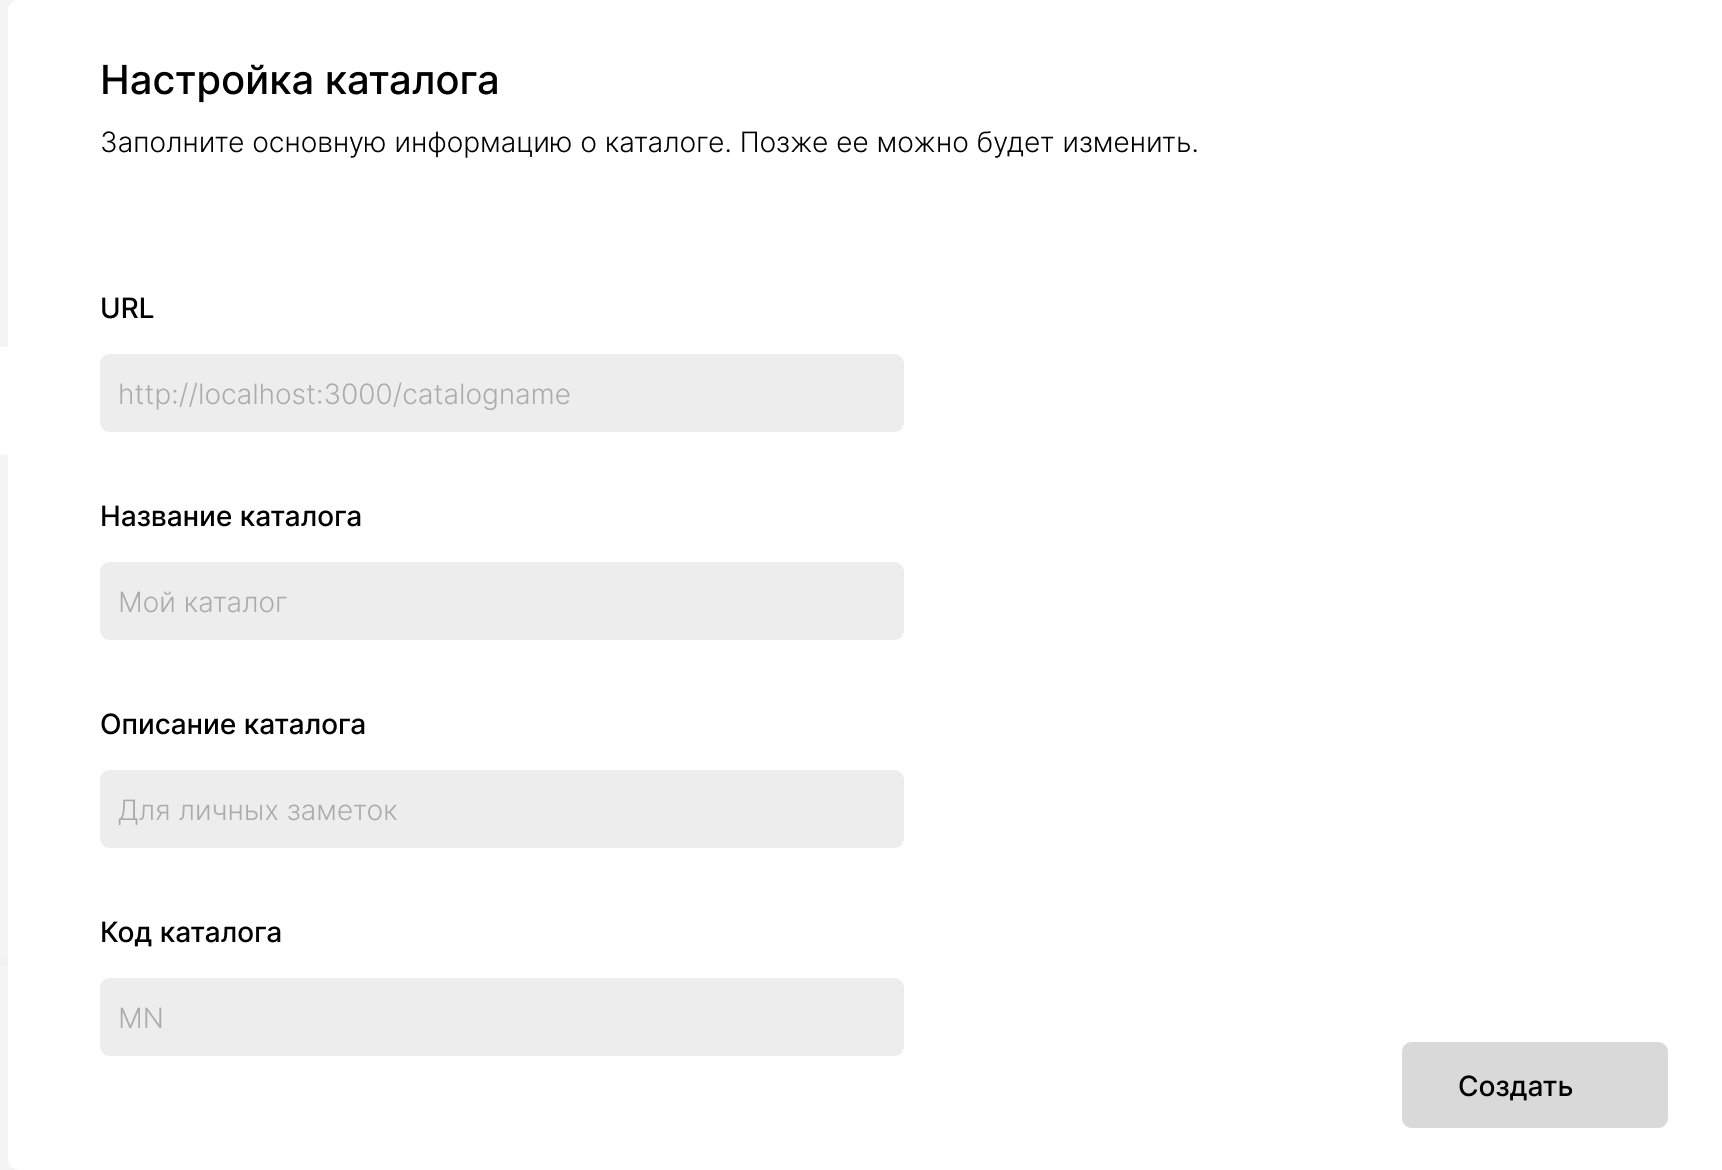 Настройка каталога
Заполните основную информацию о каталоге. Позже ее можно будет изменить.
URL
http://localhost:3000/catalogname
Название каталога
Мой каталог
Описание каталога
Для личных заметок
Код каталога
MN
Создать